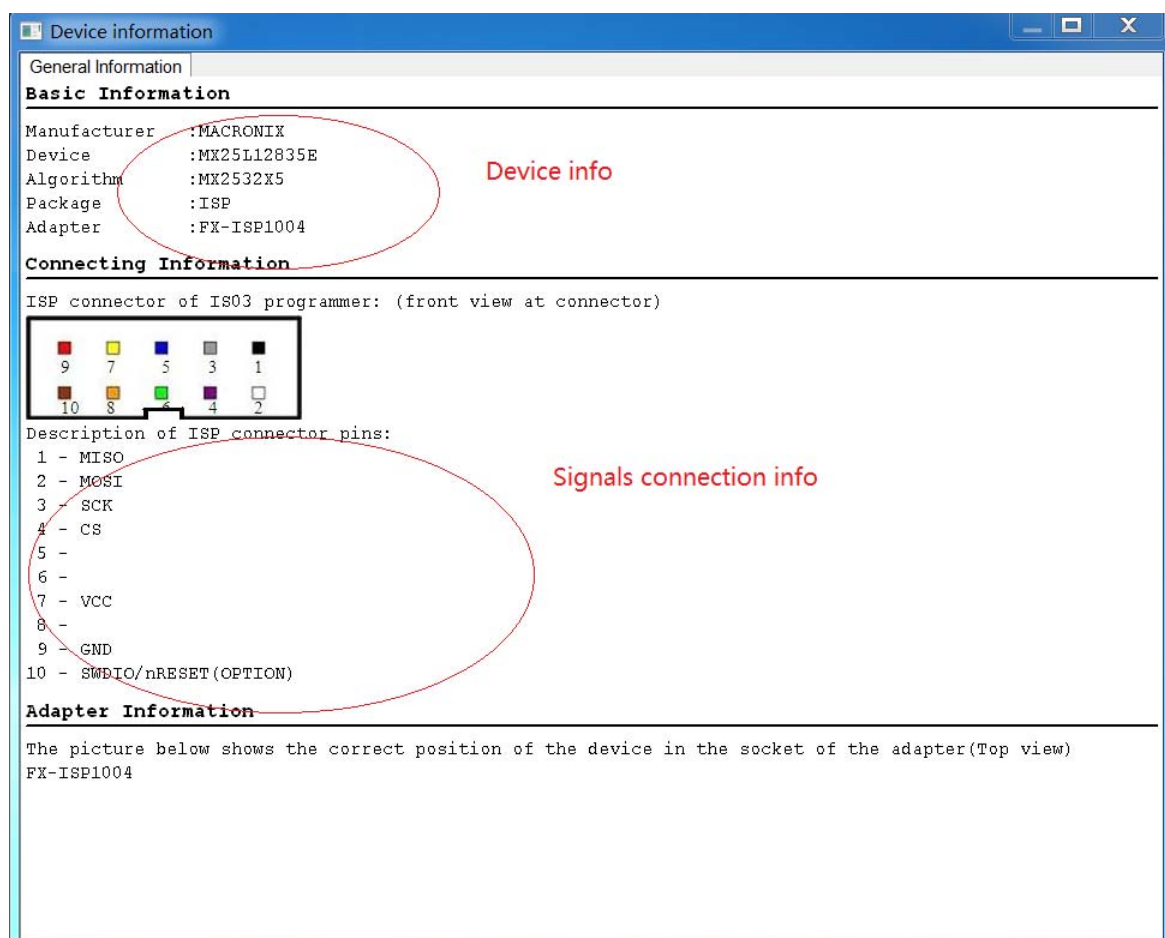 Device information
General Information
Basic Information
Manufacturer :MACRONIX
Device :MX25L12835E
Algorithm :MX2532X5
Package :ISP
Adapter :FX-ISP1004
Device info
Connecting Information
ISP connector of IS03 programmer: (front view at connector)
9 7 5 3 1
10 8 6 4 2
Description of ISP connector pins:
1 - MISO
2 - MOSI
3 - SCK
4 - CS
5 -
6 -
7 - VCC
8 -
9 - GND
10 - SWDIO/nRESET(OPTION)
Signals connection info
Adapter Information
The picture below shows the correct position of the device in the socket of the adapter(Top view)
FX-ISP1004